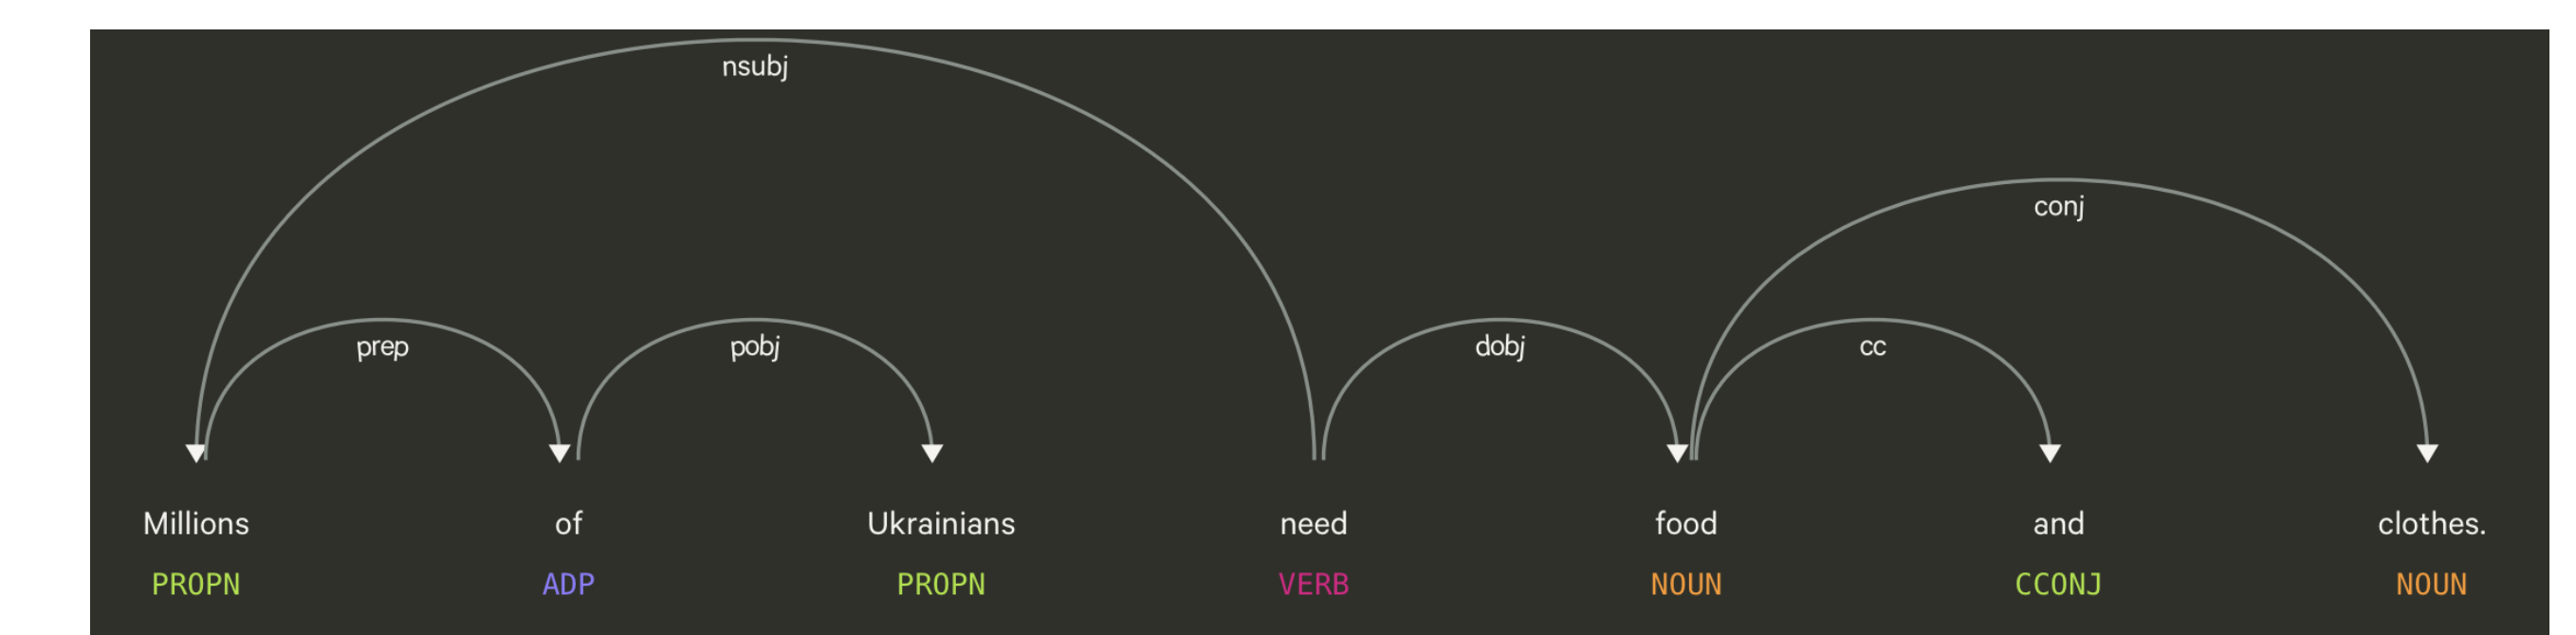 nsubj
conj
prep pobj dobj cc
Millions of Ukrainians need food and clothes.
PROPN ADP PROPN VERB NOUN CCONJ NOUN